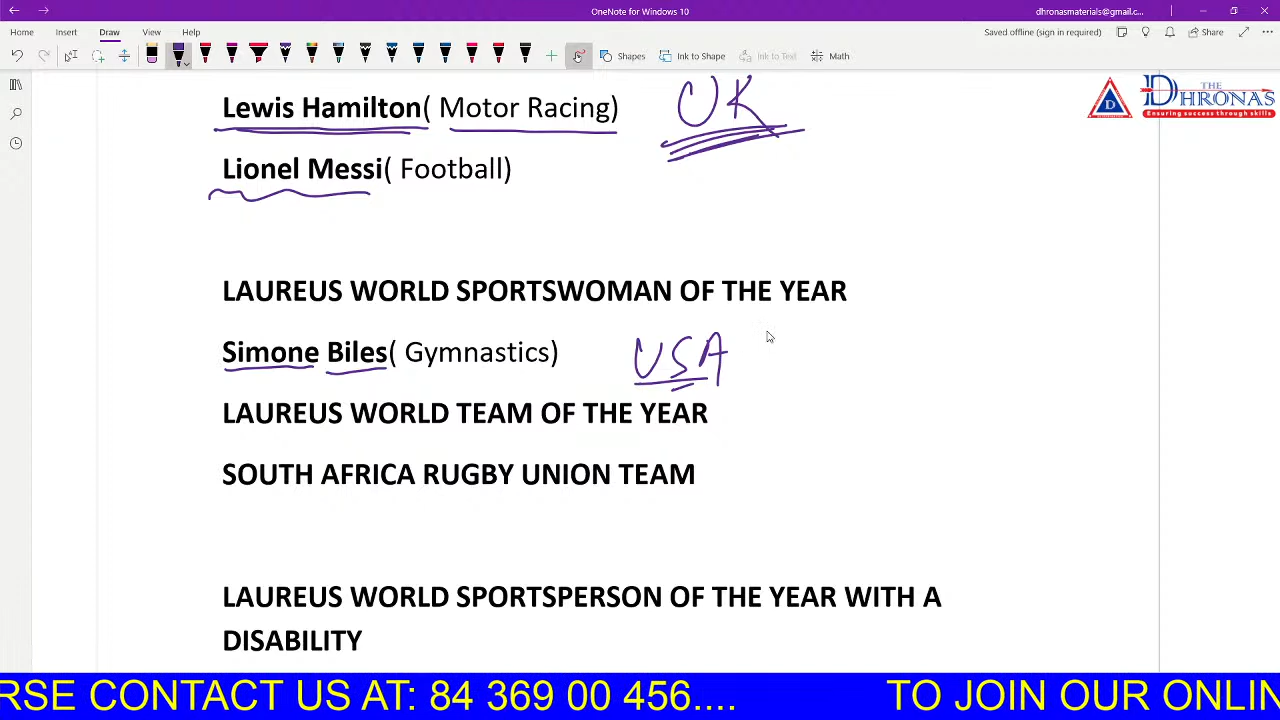 OneNote for Windows 10
dhronasmaterials@gmail.c...
Home Insert Draw View Help
Saved offline (sign in required)
Share
Shapes
Ink to Shape
Ink to Text
Math
THE
DHRONAS
Ensuring success through skills
Lewis Hamilton( Motor Racing) UK
Lionel Messi( Football)
LAUREUS WORLD SPORTSWOMAN OF THE YEAR
Simone Biles( Gymnastics) USA
LAUREUS WORLD TEAM OF THE YEAR
SOUTH AFRICA RUGBY UNION TEAM
LAUREUS WORLD SPORTSPERSON OF THE YEAR WITH A
DISABILITY
RSE CONTACT US AT: 84 369 00 456.... TO JOIN OUR ONLIN